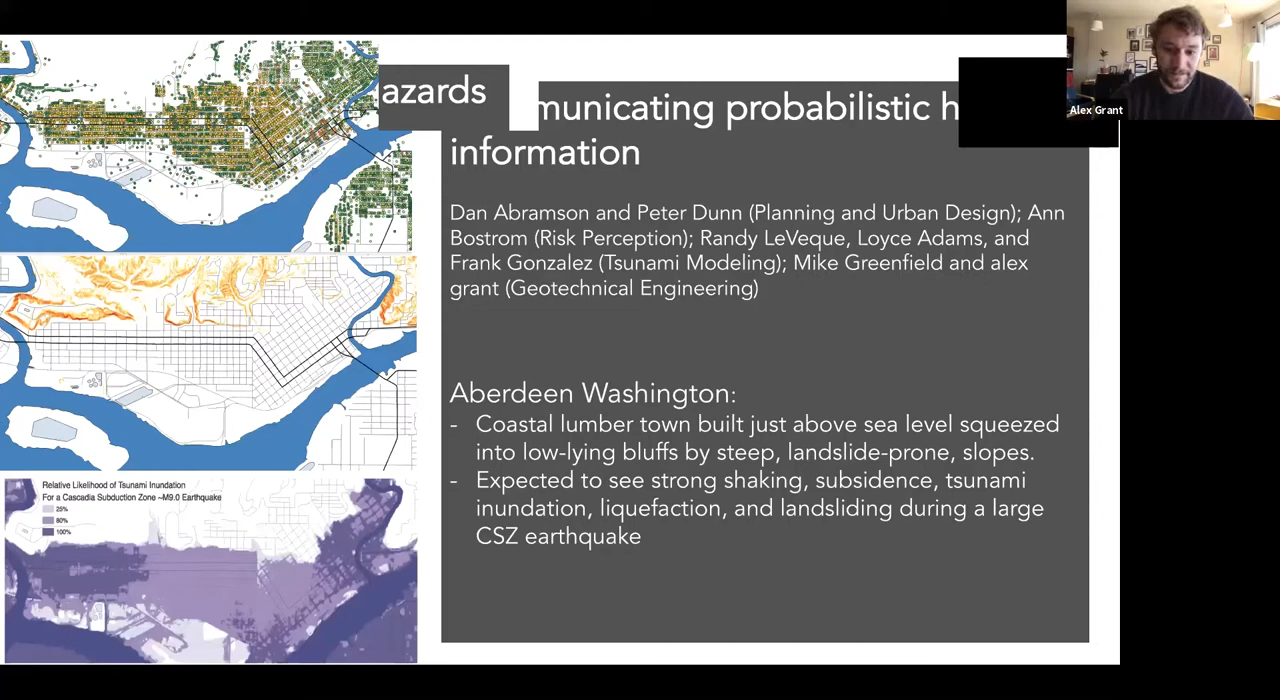 azards
municating probabilistic h
information
Dan Abramson and Peter Dunn (Planning and Urban Design); Ann
Bostrom (Risk Perception); Randy LeVeque, Loyce Adams, and
Frank Gonzalez (Tsunami Modeling); Mike Greenfield and alex
grant (Geotechnical Engineering)
Aberdeen Washington:
- Coastal lumber town built just above sea level squeezed
into low-lying bluffs by steep, landslide-prone, slopes.
- Expected to see strong shaking, subsidence, tsunami
inundation, liquefaction, and landsliding during a large
CSZ earthquake
Relative Likelihood of Tsunami Inundation
For a Cascadia Subduction Zone ~M9.0 Earthquake
25%
80%
100%
Alex Grant